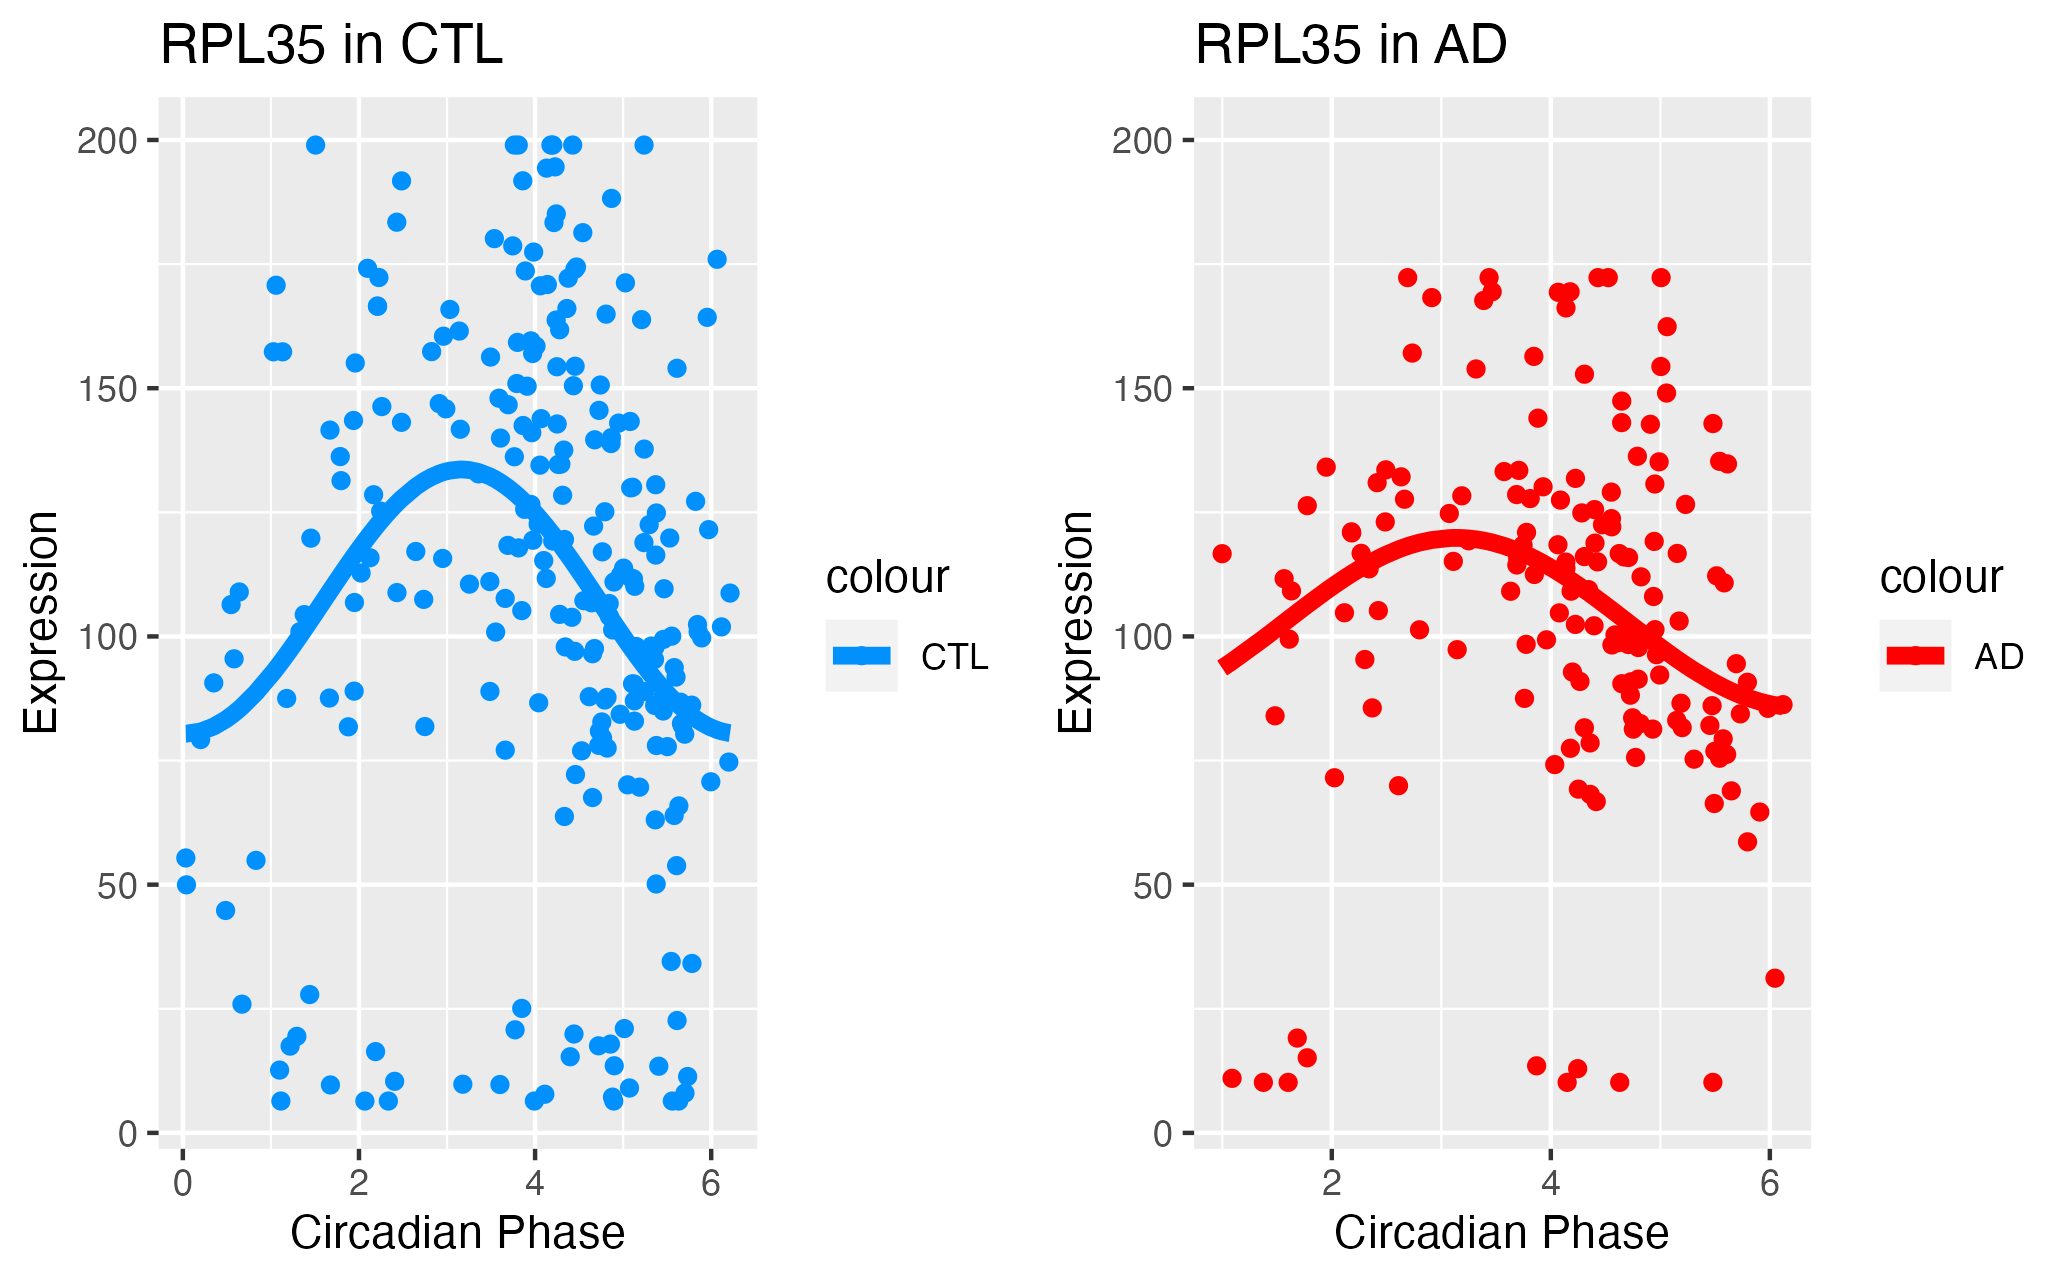 RPL35 in CTL
200
150
100
50
0
Expression
0 2 4 6
Circadian Phase
colour
CTL
RPL35 in AD
200
150
100
50
0
Expression
2 4 6
Circadian Phase
colour
AD